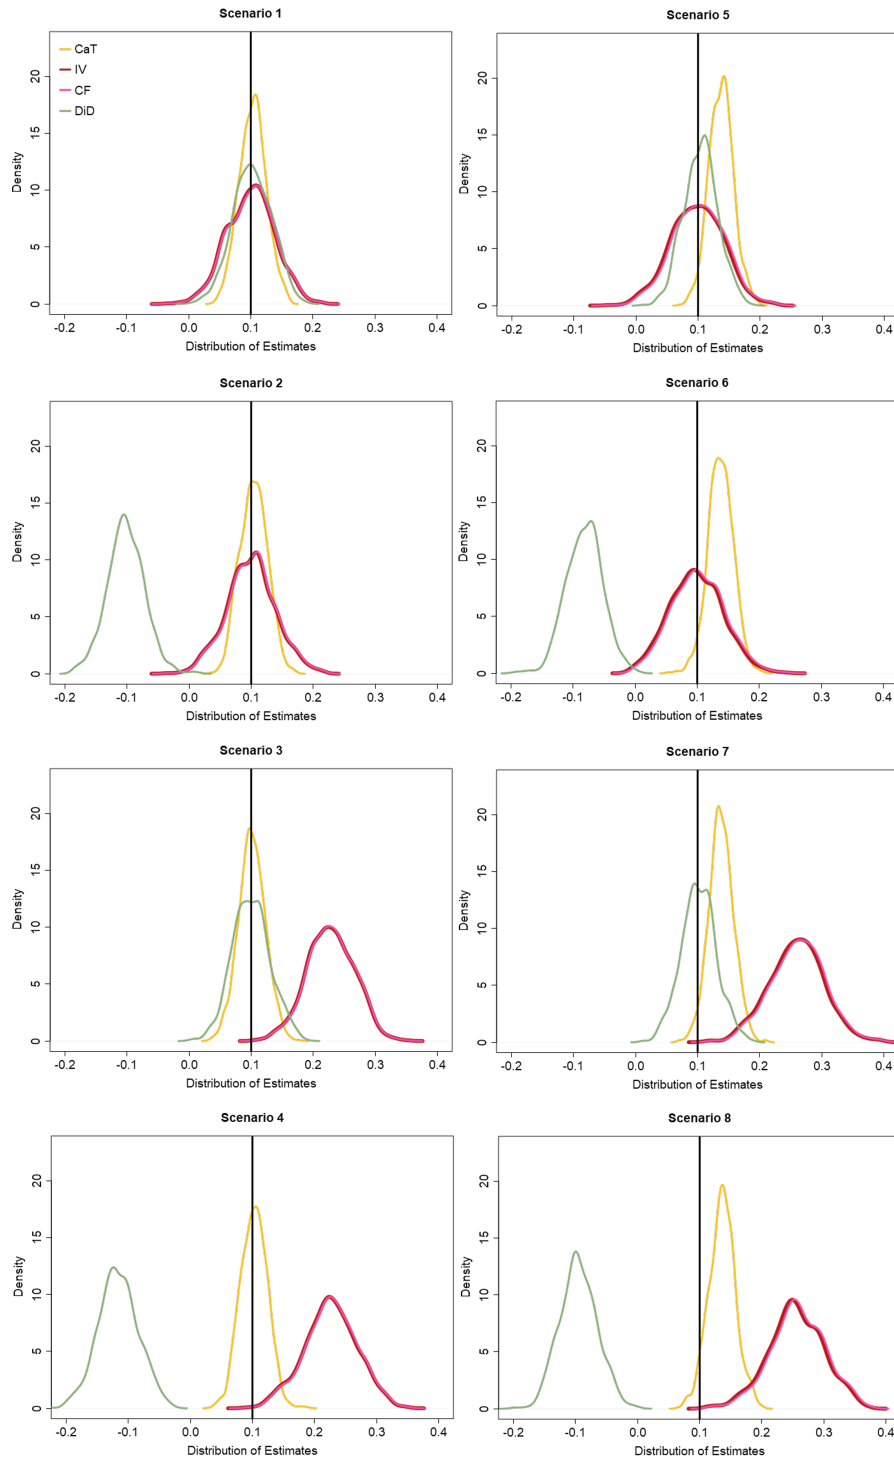 Scenario 1
CaT
IV
CF
DiD
Density
0
5
10
15
20
-0.2 -0.1 0.0 0.1 0.2 0.3 0.4
Distribution of Estimates
Scenario 5
Density
0
5
10
15
20
-0.2 -0.1 0.0 0.1 0.2 0.3 0.4
Distribution of Estimates
Scenario 2
Density
0
5
10
15
20
-0.2 -0.1 0.0 0.1 0.2 0.3 0.4
Distribution of Estimates
Scenario 6
Density
0
5
10
15
20
-0.2 -0.1 0.0 0.1 0.2 0.3 0.4
Distribution of Estimates
Scenario 3
Density
0
5
10
15
20
-0.2 -0.1 0.0 0.1 0.2 0.3 0.4
Distribution of Estimates
Scenario 7
Density
0
5
10
15
20
-0.2 -0.1 0.0 0.1 0.2 0.3 0.4
Distribution of Estimates
Scenario 4
Density
0
5
10
15
20
-0.2 -0.1 0.0 0.1 0.2 0.3 0.4
Distribution of Estimates
Scenario 8
Density
0
5
10
15
20
-0.2 -0.1 0.0 0.1 0.2 0.3 0.4
Distribution of Estimates